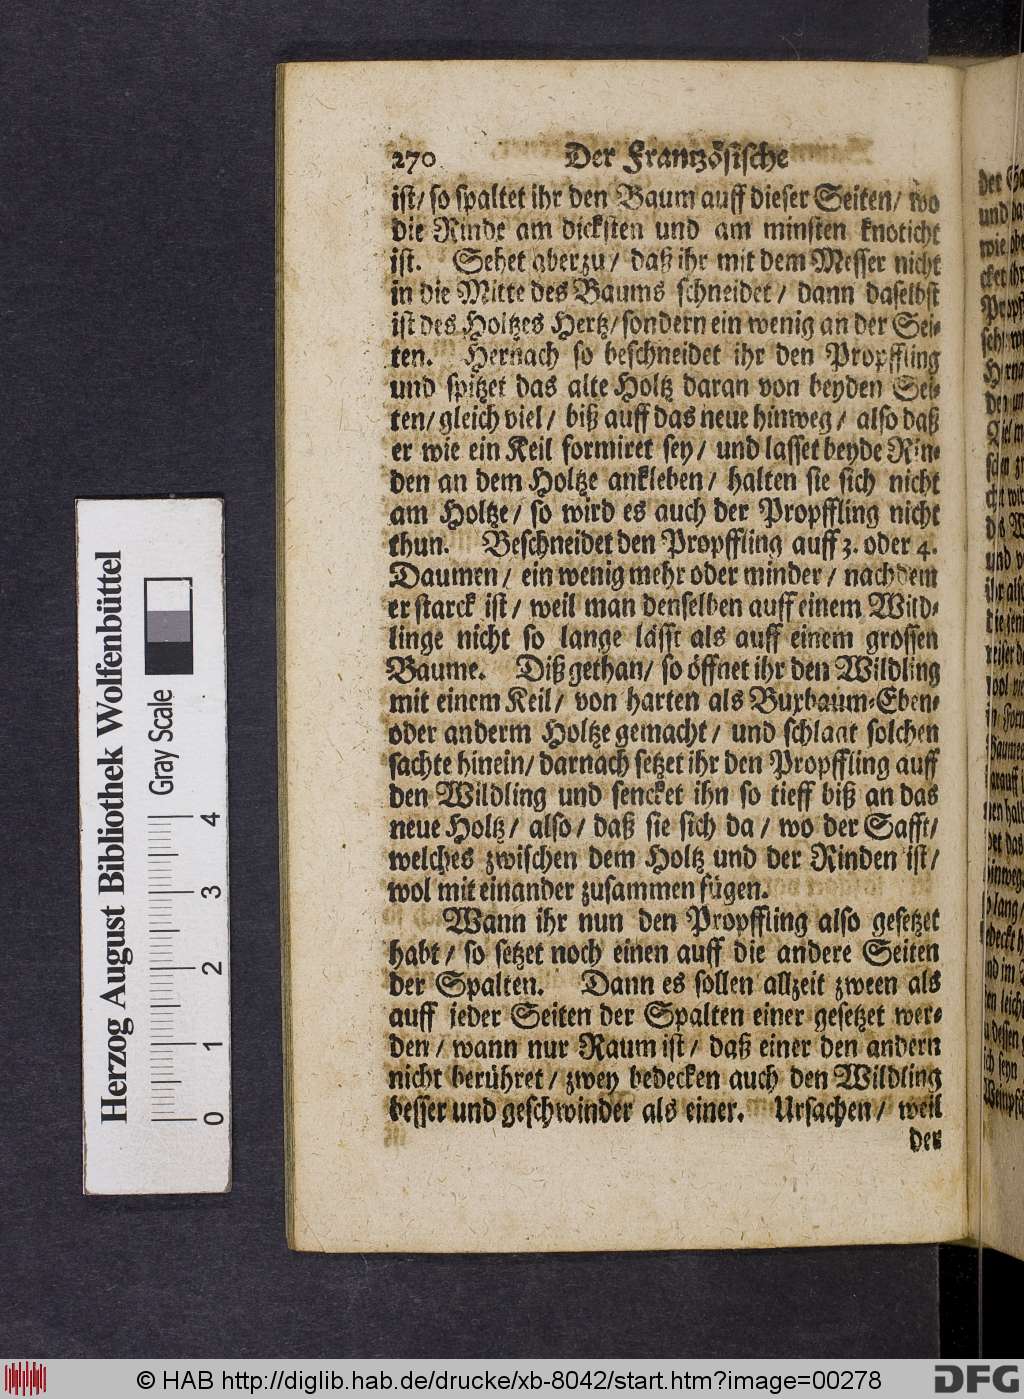 270 Der Frantzösische
ist/ so spaltet ihr den Baum auff dieser Seiten/ wo
die Rinde am dicksten und am minsten knoticht
ist. Sehet aber zu/ daß ihr mit dem Messer nicht
in die Mitte des Baums schneidet/ dann daselbst
ist des Holtzes Hertz/ sondern ein wenig an der Sei-
ten. Hernach so beschneidet ihr den Propffling
und spitzet das alte Holtz daran von beyden Sei-
ten/ gleich viel/ biß auff das neue hinweg/ also daß
er wie ein Keil formiret sey/ und lasset beyde Rin-
den an dem Holtze ankleben/ halten sie sich nicht
am Holtze/ so wird es auch der Propffling nicht
thun. Beschneidet den Propffling auff 3. oder 4.
Daumen/ ein wenig mehr oder minder/ nachdem
er starck ist/ weil man denselben auff einem Wild-
linge nicht so lange lässt als auff einem grossen
Baume. Diß gethan/ so öffnet ihr den Wildling
mit einem Keil/ von harten als Buxbaum-Eben-
oder anderm Holtze gemacht/ und schlagt solchen
sachte hinein/ darnach setzet ihr den Propffling auff
den Wildling und sencket ihn so tieff biß an das
neue Holtz/ also/ daß sie sich da/ wo der Safft/
welches zwischen dem Holtz und der Rinden ist/
wol mit einander zusammen fügen.
Wann ihr nun den Propffling also gesetzet
habt/ so setzet noch einen auff die andere Seiten
der Spalten. Dann es sollen allzeit zween als
auff jeder Seiten der Spalten einer gesetzet wer-
den/ wann nur Raum ist/ daß einer den andern
nicht berühret/ zwey bedecken auch den Wildling
besser und geschwinder als einer. Ursachen/ weil
der
Herzog August Bibliothek Wolfenbüttel
Gray Scale
0 1 2 3 4
© HAB http://diglib.hab.de/drucke/xb-8042/start.htm?image=00278
DFG